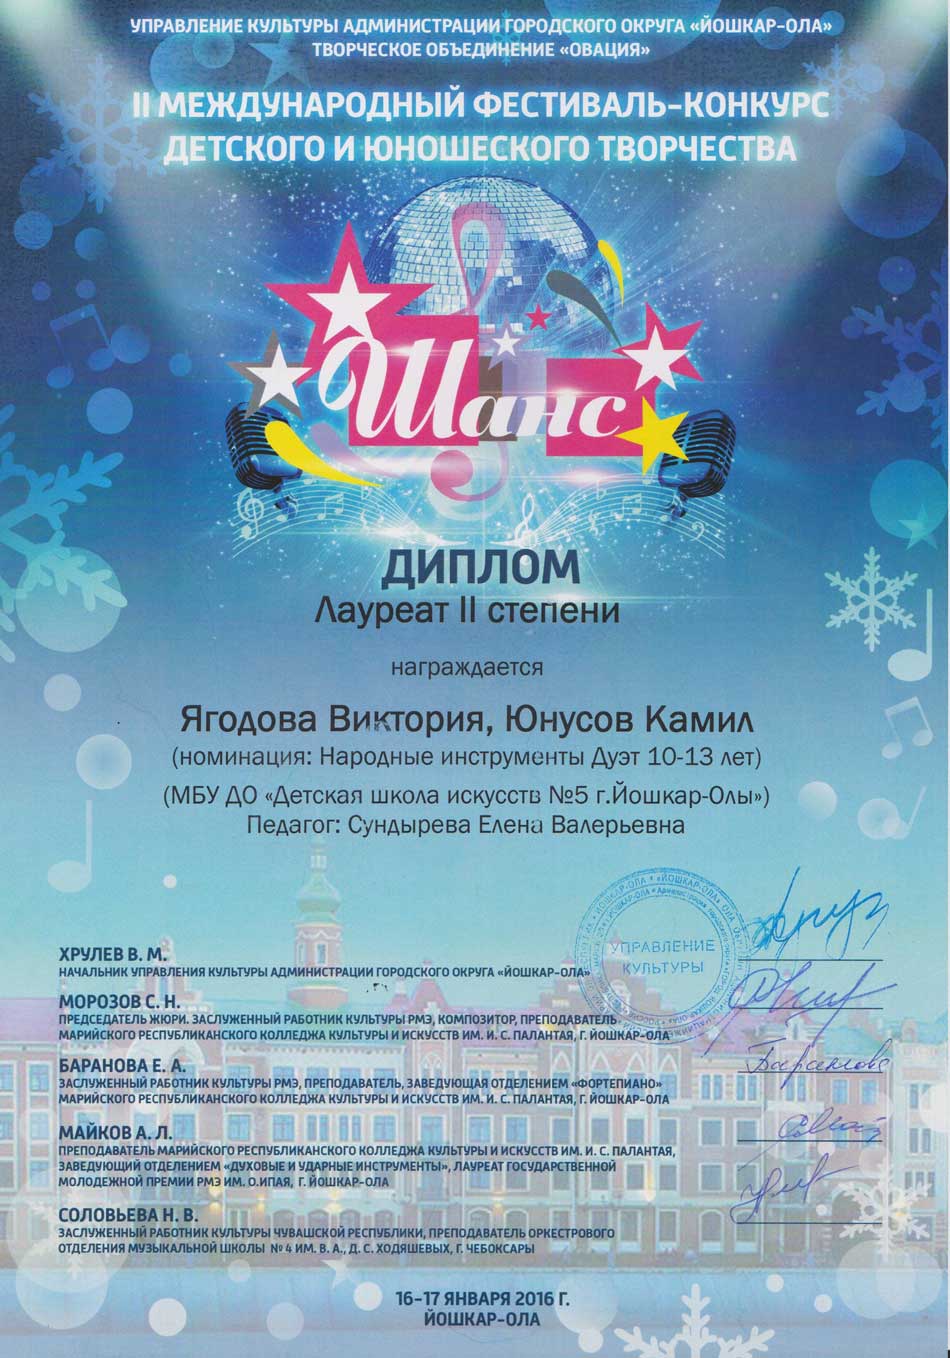 УПРАВЛЕНИЕ КУЛЬТУРЫ АДМИНИСТРАЦИИ ГОРОДСКОГО ОКРУГА «ЙОШКАР-ОЛА»
ТВОРЧЕСКОЕ ОБЪЕДИНЕНИЕ «ОВАЦИЯ»
II МЕЖДУНАРОДНЫЙ ФЕСТИВАЛЬ-КОНКУРС
ДЕТСКОГО И ЮНОШЕСКОГО ТВОРЧЕСТВА
Шанс
ДИПЛОМ
Лауреат II степени
награждается
Ягодова Виктория, Юнусов Камил
(номинация: Народные инструменты Дуэт 10-13 лет)
(МБУ ДО «Детская школа искусств №5 г.Йошкар-Олы»)
Педагог: Сундырева Елена Валерьевна
УПРАВЛЕНИЕ
КУЛЬТУРЫ
ХРУЛЕВ В. М.
НАЧАЛЬНИК УПРАВЛЕНИЯ КУЛЬТУРЫ АДМИНИСТРАЦИИ ГОРОДСКОГО ОКРУГА «ЙОШКАР-ОЛА»
МОРОЗОВ С. Н.
ПРЕДСЕДАТЕЛЬ ЖЮРИ. ЗАСЛУЖЕННЫЙ РАБОТНИК КУЛЬТУРЫ РМЭ, КОМПОЗИТОР, ПРЕПОДАВАТЕЛЬ
МАРИЙСКОГО РЕСПУБЛИКАНСКОГО КОЛЛЕДЖА КУЛЬТУРЫ И ИСКУССТВ ИМ. И. С. ПАЛАНТАЯ, Г. ЙОШКАР-ОЛА
БАРАНОВА Е. А.
ЗАСЛУЖЕННЫЙ РАБОТНИК КУЛЬТУРЫ РМЭ, ПРЕПОДАВАТЕЛЬ, ЗАВЕДУЮЩАЯ ОТДЕЛЕНИЕМ «ФОРТЕПИАНО»
МАРИЙСКОГО РЕСПУБЛИКАНСКОГО КОЛЛЕДЖА КУЛЬТУРЫ И ИСКУССТВ ИМ. И. С. ПАЛАНТАЯ, Г. ЙОШКАР-ОЛА
МАЙКОВ А. Л.
ПРЕПОДАВАТЕЛЬ МАРИЙСКОГО РЕСПУБЛИКАНСКОГО КОЛЛЕДЖА КУЛЬТУРЫ И ИСКУССТВ ИМ. И. С. ПАЛАНТАЯ,
ЗАВЕДУЮЩИЙ ОТДЕЛЕНИЕМ «ДУХОВЫЕ И УДАРНЫЕ ИНСТРУМЕНТЫ», ЛАУРЕАТ ГОСУДАРСТВЕННОЙ
МОЛОДЕЖНОЙ ПРЕМИИ РМЭ ИМ. О.ИПАЯ, Г. ЙОШКАР-ОЛА
СОЛОВЬЕВА Н. В.
ЗАСЛУЖЕННЫЙ РАБОТНИК КУЛЬТУРЫ ЧУВАШСКОЙ РЕСПУБЛИКИ, ПРЕПОДАВАТЕЛЬ ОРКЕСТРОВОГО
ОТДЕЛЕНИЯ МУЗЫКАЛЬНОЙ ШКОЛЫ № 4 ИМ. В. А., Д. С. ХОДЯШЕВЫХ, Г. ЧЕБОКСАРЫ
16-17 ЯНВАРЯ 2016 Г.
ЙОШКАР-ОЛА